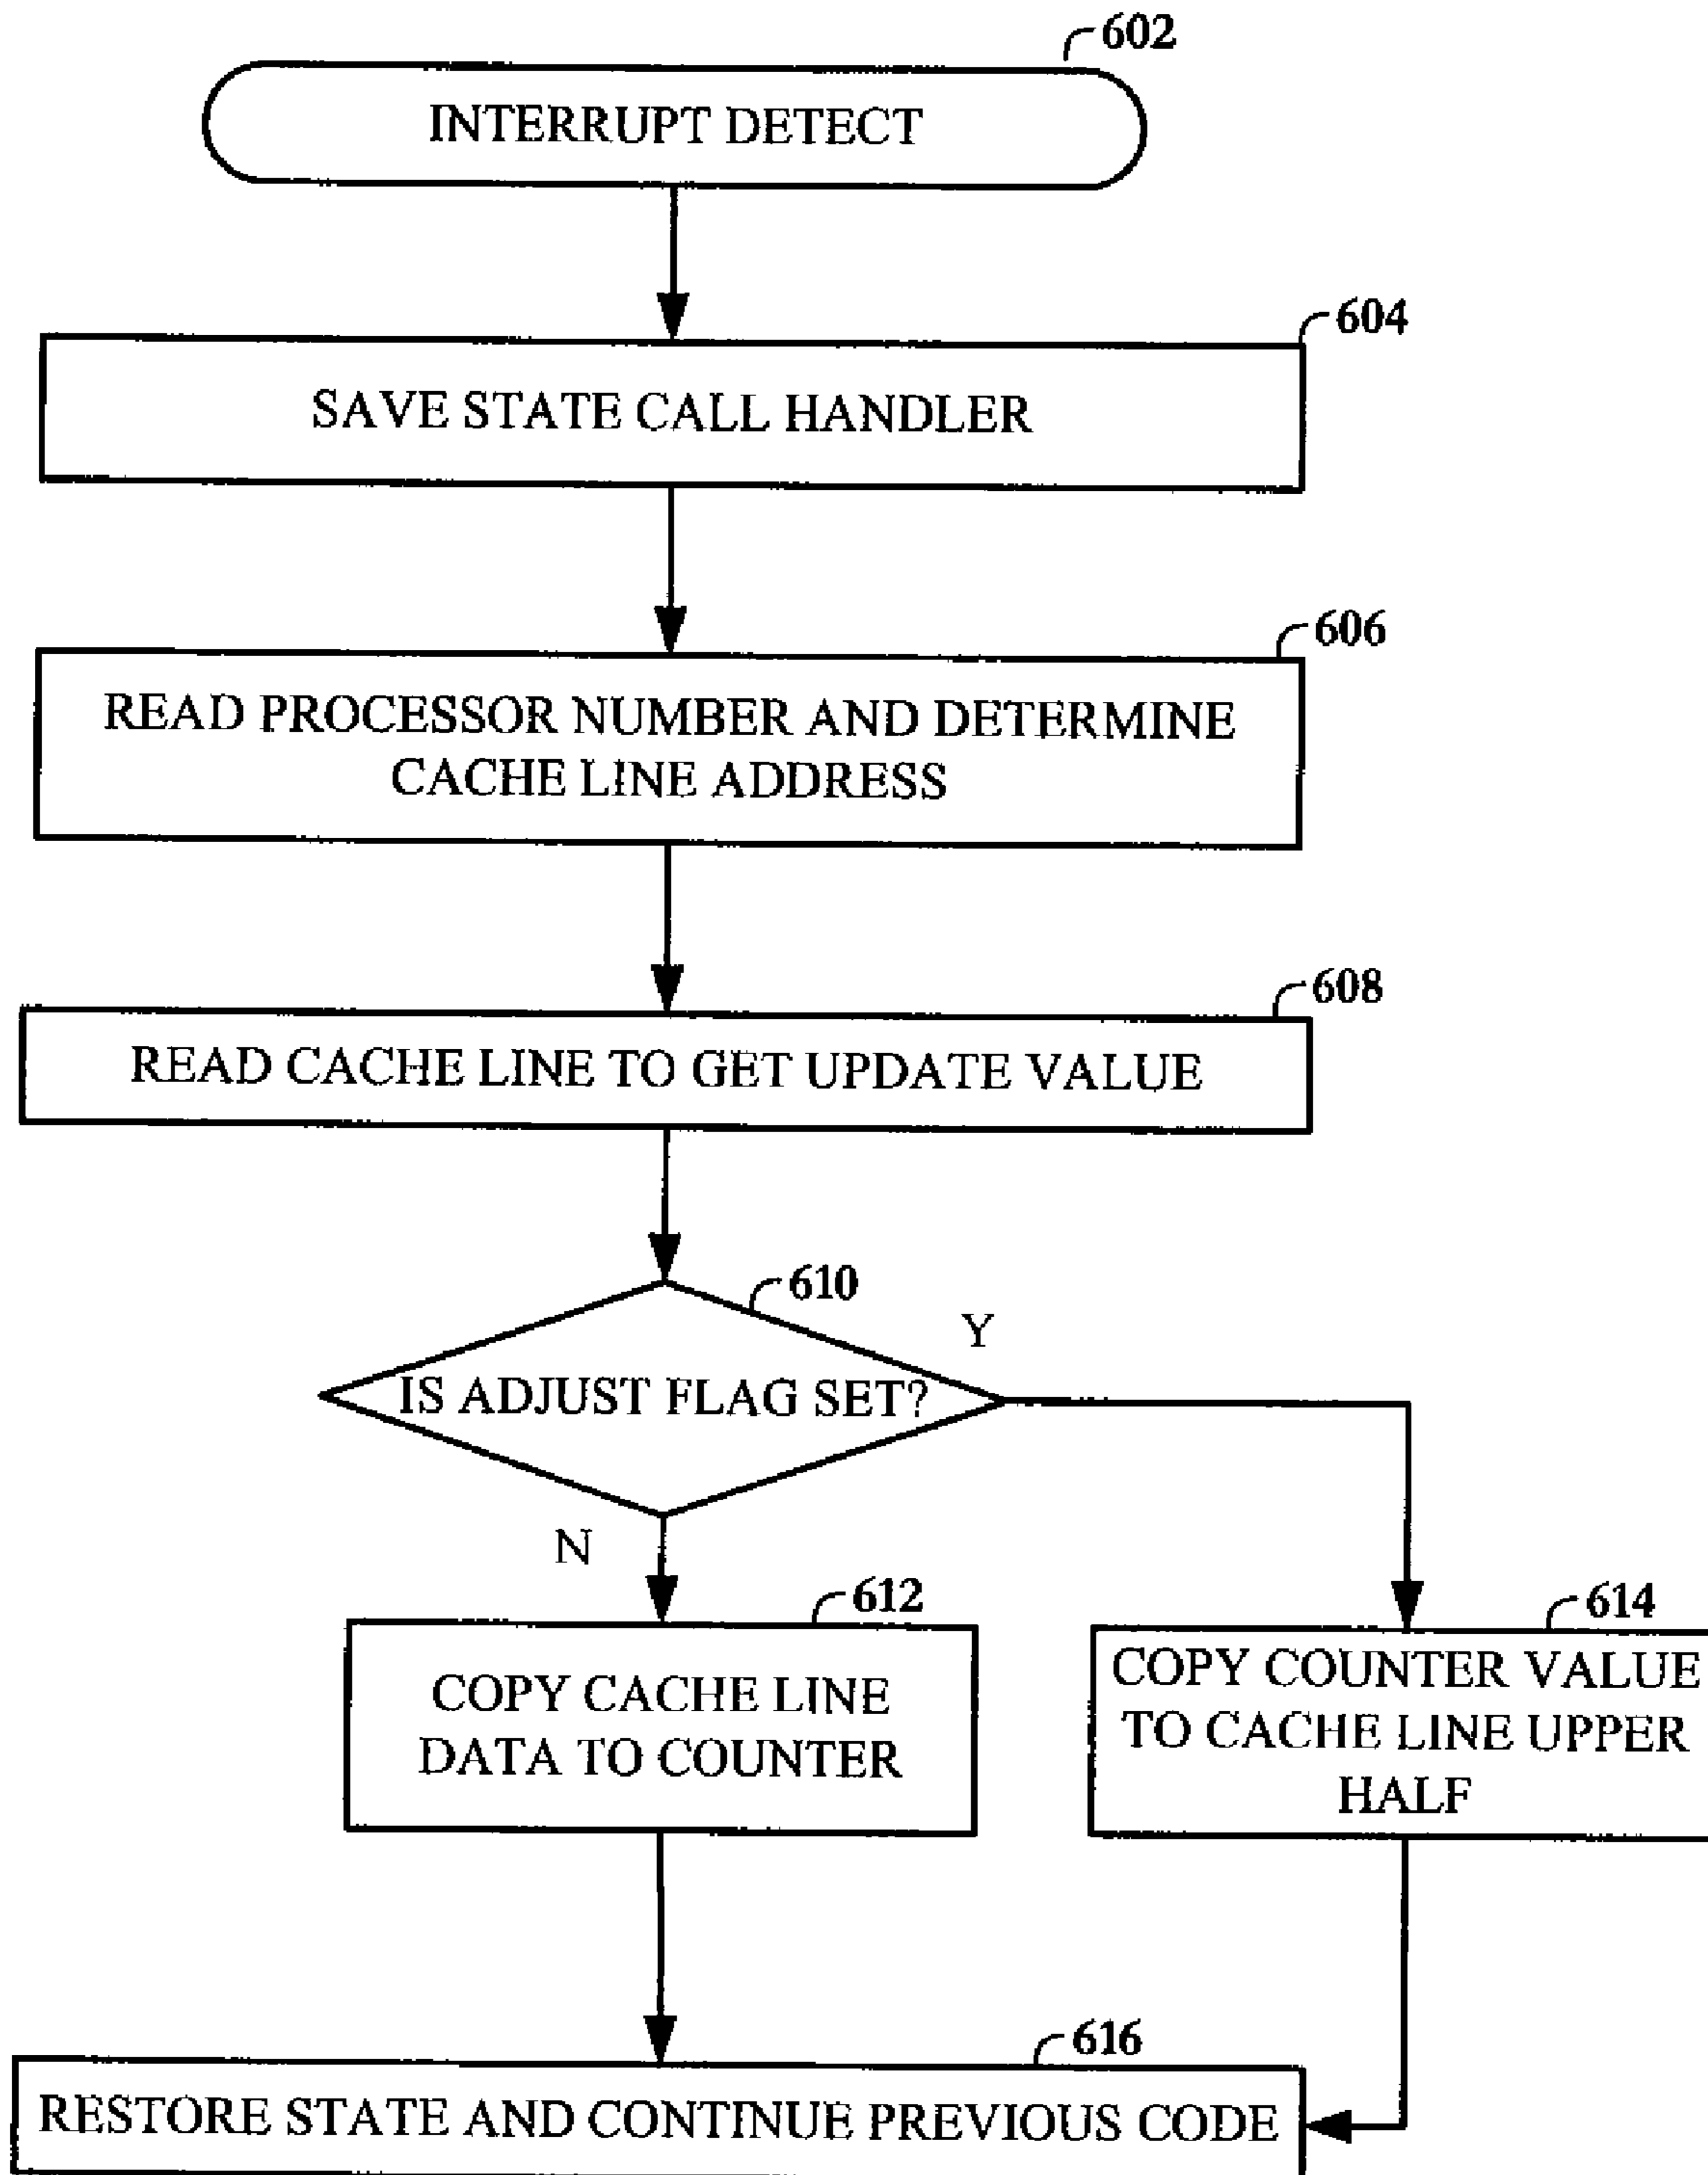 602
INTERRUPT DETECT
604
SAVE STATE CALL HANDLER
606
READ PROCESSOR NUMBER AND DETERMINE
CACHE LINE ADDRESS
608
READ CACHE LINE TO GET UPDATE VALUE
610
Y
IS ADJUST FLAG SET?
N
612
COPY CACHE LINE
DATA TO COUNTER
614
COPY COUNTER VALUE
TO CACHE LINE UPPER
HALF
616
RESTORE STATE AND CONTINUE PREVIOUS CODE